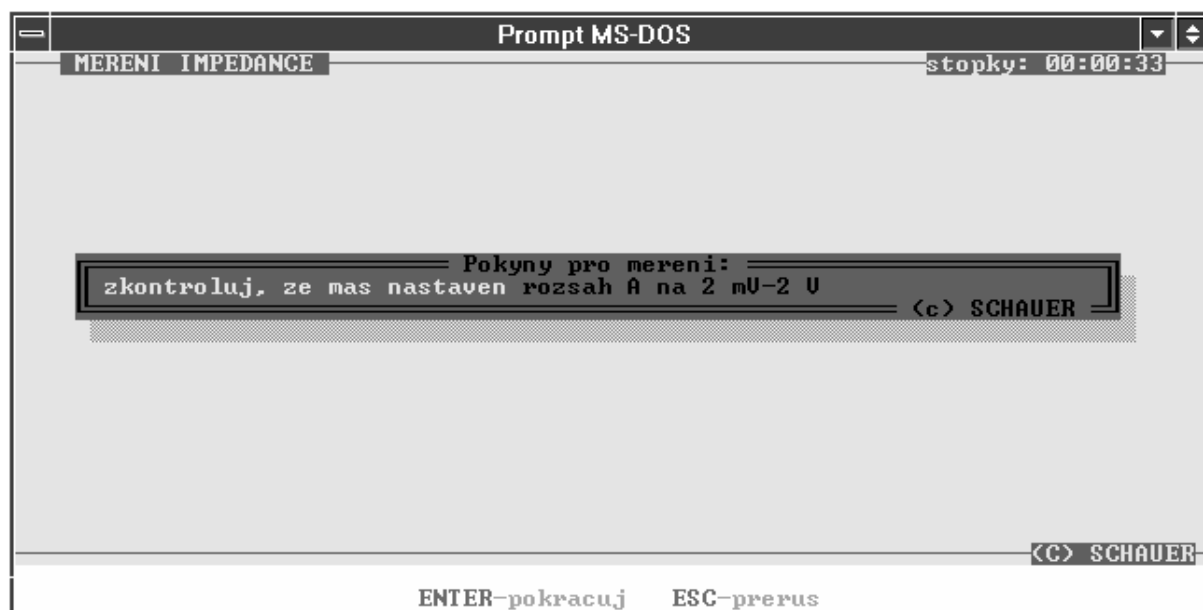 Prompt MS-DOS
MERENI IMPEDANCE stopky: 00:00:33
Pokyny pro mereni:
zkontroluj, ze mas nastaven rozsah A na 2 mV-2 V
(c) SCHAUER
(C) SCHAUER
ENTER-pokracuj ESC-prerus